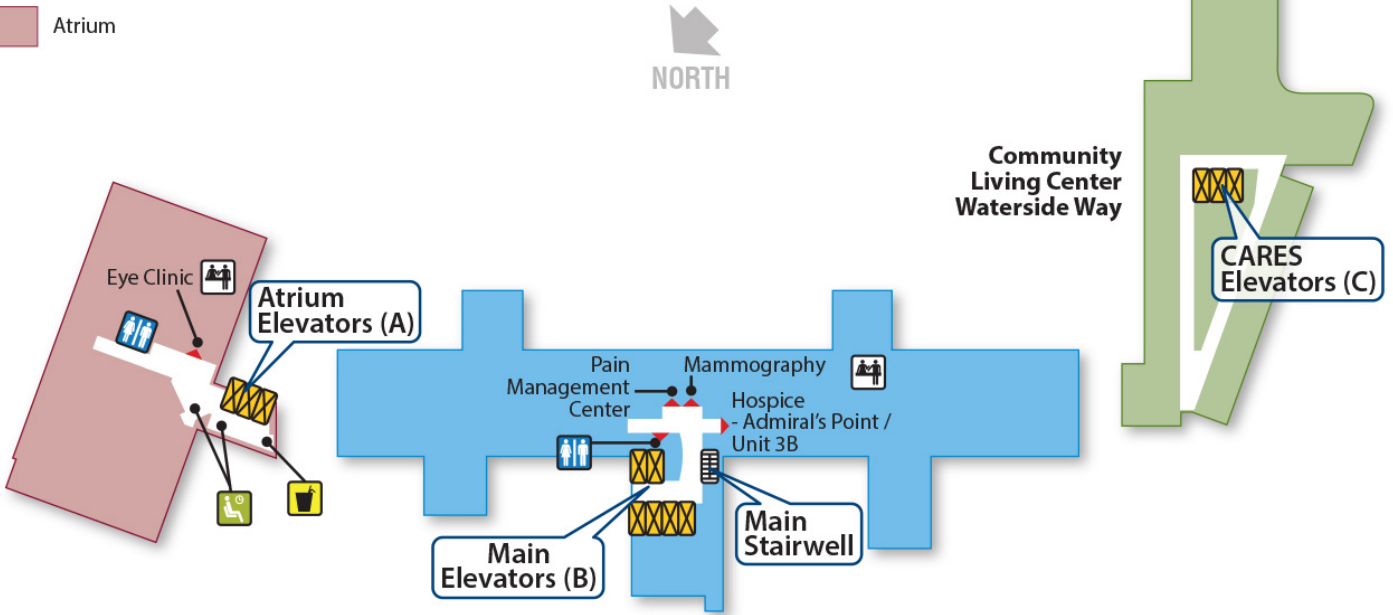 Atrium
NORTH
Community
Living Center
Waterside Way
CARES
Elevators (C)
Eye Clinic
Atrium
Elevators (A)
Pain
Management
Center
Mammography
Hospice
- Admiral's Point /
Unit 3B
Main
Elevators (B)
Main
Stairwell